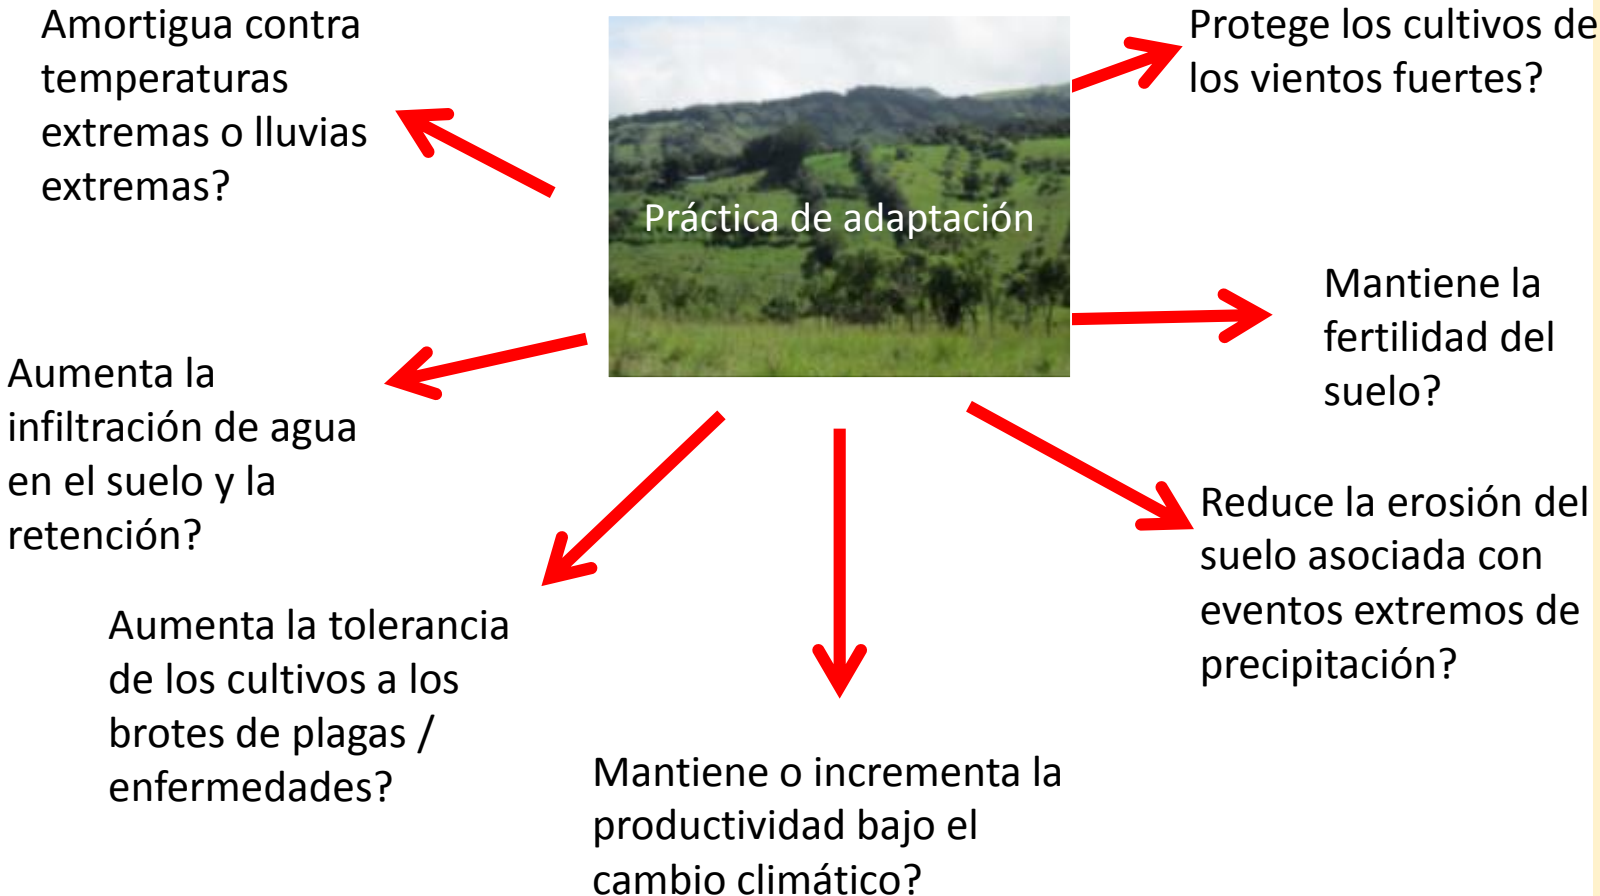 Amortigua contra
temperaturas
extremas o lluvias
extremas?
Práctica de adaptación
Protege los cultivos de
los vientos fuertes?
Mantiene la
fertilidad del
suelo?
Aumenta la
infiltración de agua
en el suelo y la
retención?
Reduce la erosión del
suelo asociada con
eventos extremos de
precipitación?
Aumenta la tolerancia
de los cultivos a los
brotes de plagas /
enfermedades?
Mantiene o incrementa la
productividad bajo el
cambio climático?